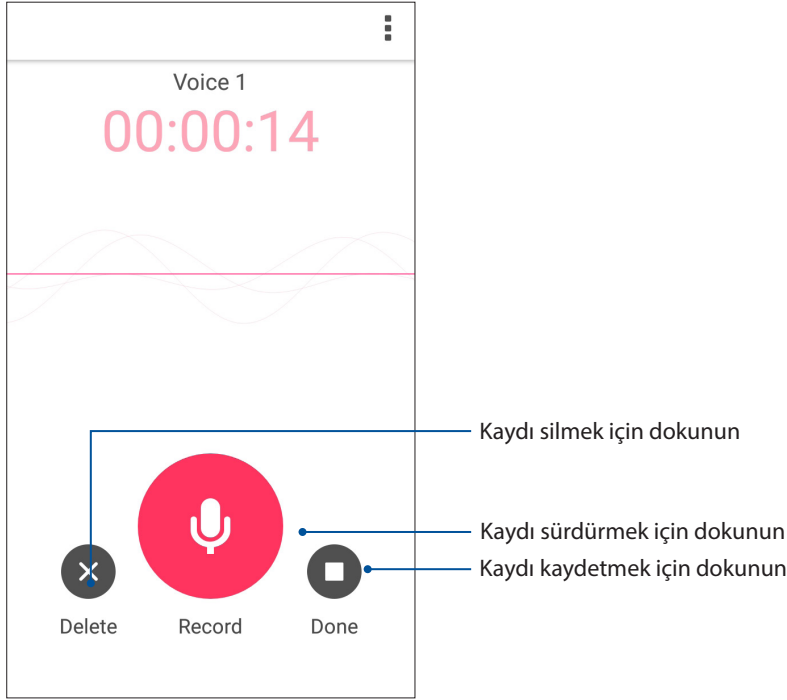 Voice 1
00:00:14
Kaydı silmek için dokunun
Kaydı sürdürmek için dokunun
Kaydı kaydetmek için dokunun
Delete
Record
Done